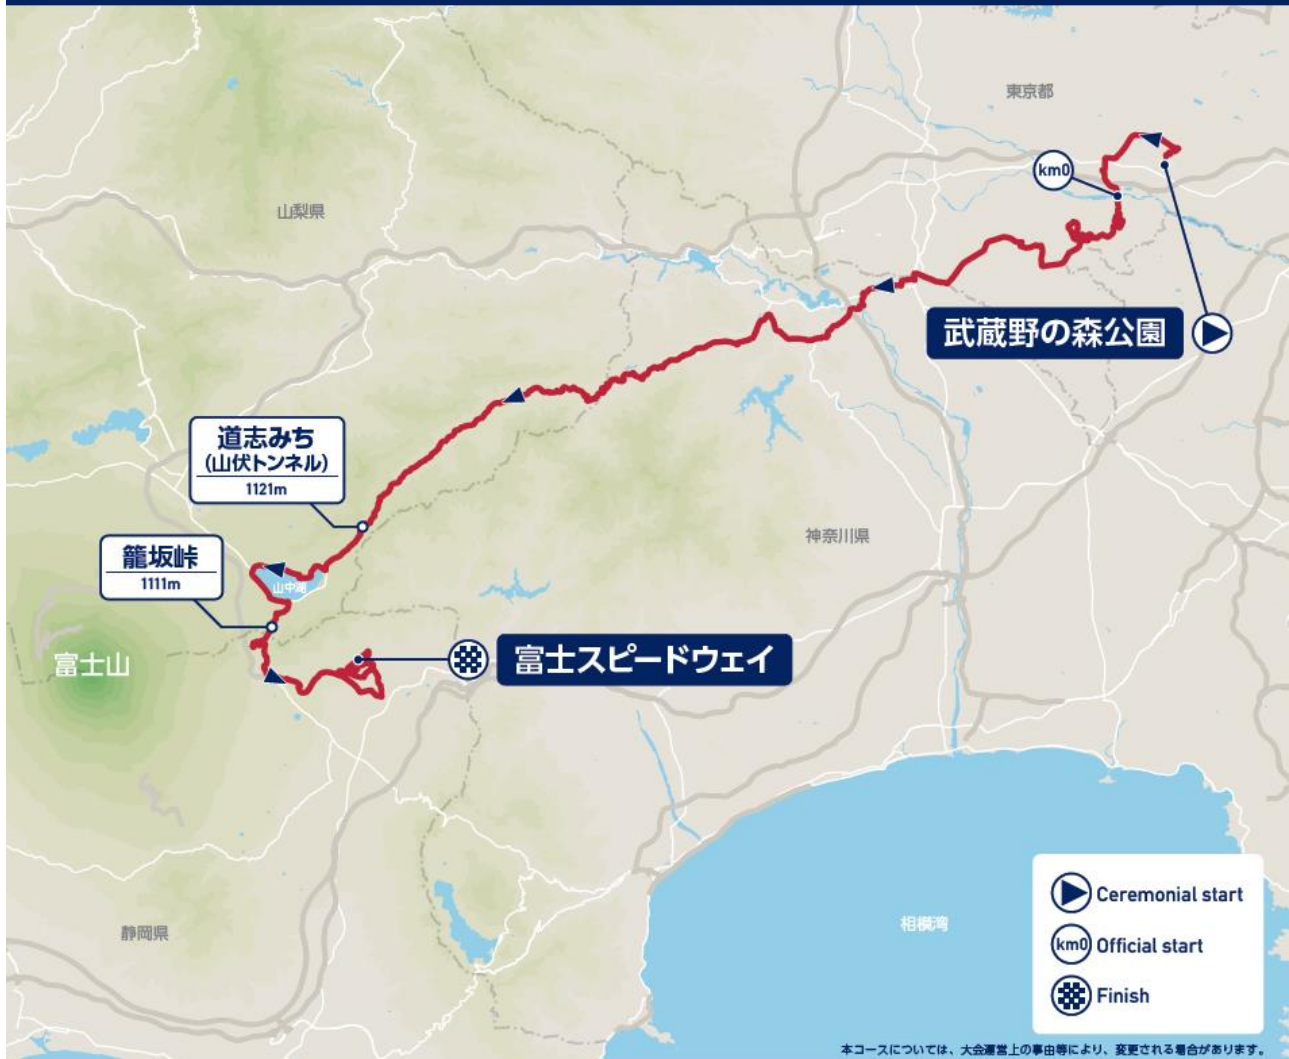 東京都
km0
山梨県
武蔵野の森公園
道志みち
(山伏トンネル)
1121m
神奈川県
籠坂峠
1111m
山中湖
富士山
富士スピードウェイ
静岡県
相模湾
Ceremonial start
km0 Official start
Finish
本コースについては、大会運営上の事由等により、変更される場合があります。